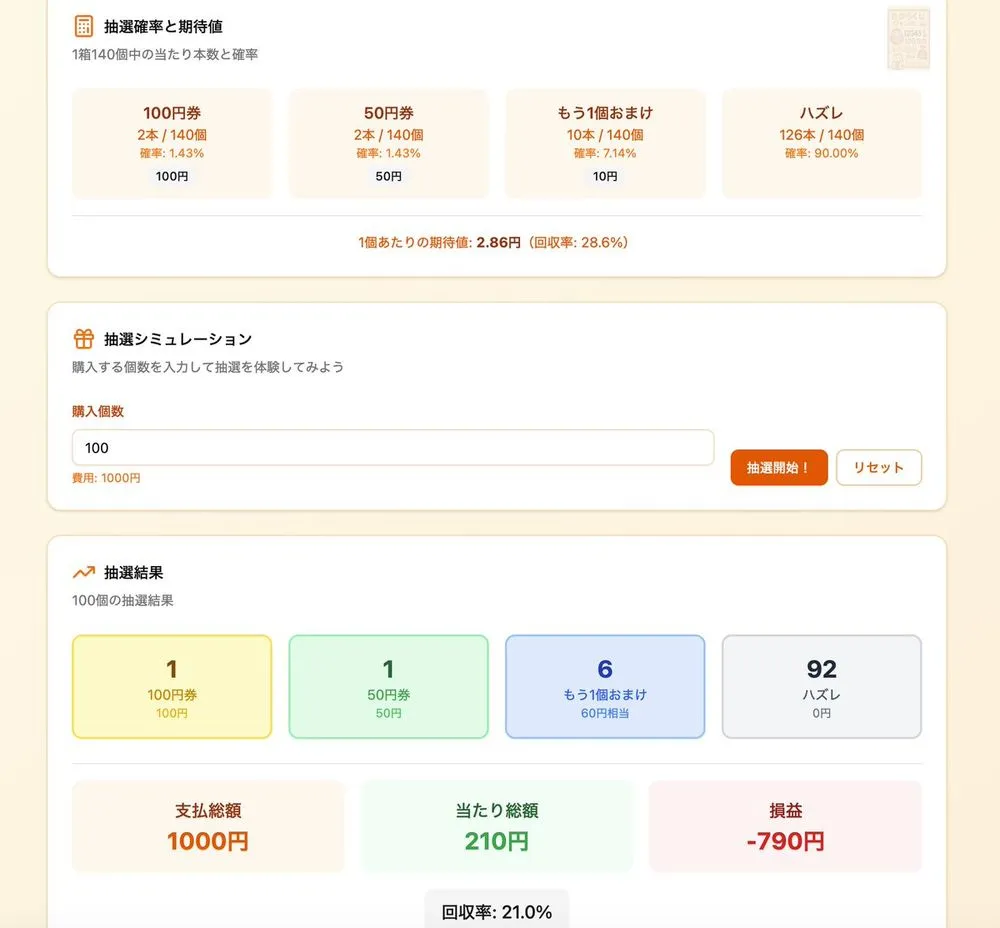 抽選確率と期待値
1箱140個中の当たり本数と確率
100円券
2本 / 140個
確率: 1.43%
100円
50円券
2本 / 140個
確率: 1.43%
50円
もう1個おまけ
10本 / 140個
確率: 7.14%
10円
ハズレ
126本 / 140個
確率: 90.00%
1個あたりの期待値: 2.86円（回収率: 28.6%）
抽選シミュレーション
購入する個数を入力して抽選を体験してみよう
購入個数
100
費用: 1000円
抽選開始！
リセット
抽選結果
100個の抽選結果
1
100円券
100円
1
50円券
50円
6
もう1個おまけ
60円相当
92
ハズレ
0円
支払総額
1000円
当たり総額
210円
損益
-790円
回収率: 21.0%